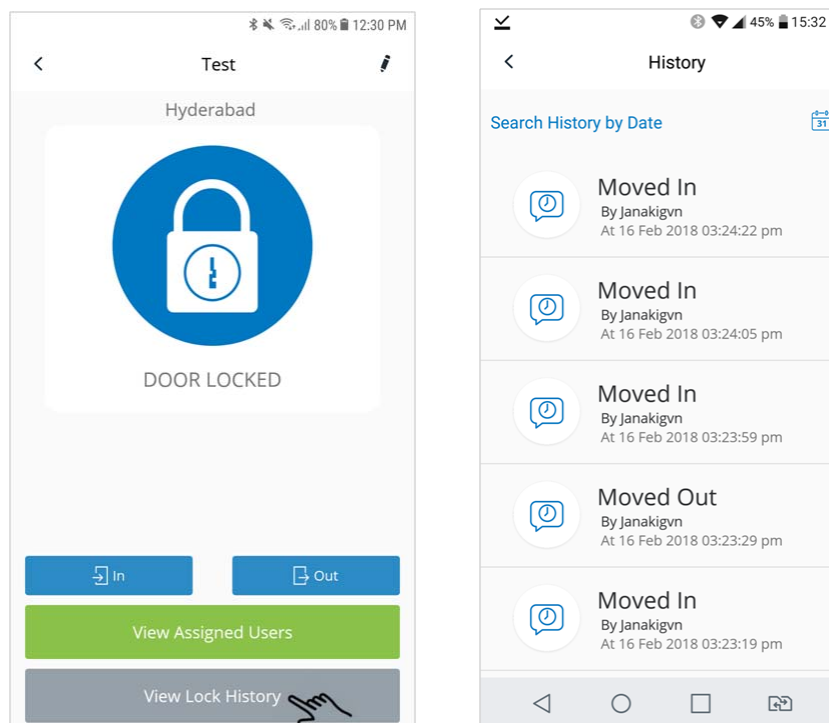 80% 12:30 PM
Test
Hyderabad
DOOR LOCKED
In
Out
View Assigned Users
View Lock History
45% 15:32
History
Search History by Date
31
Moved In
By Janakigvn
At 16 Feb 2018 03:24:22 pm
Moved In
By Janakigvn
At 16 Feb 2018 03:24:05 pm
Moved In
By Janakigvn
At 16 Feb 2018 03:23:59 pm
Moved Out
By Janakigvn
At 16 Feb 2018 03:23:29 pm
Moved In
By Janakigvn
At 16 Feb 2018 03:23:19 pm